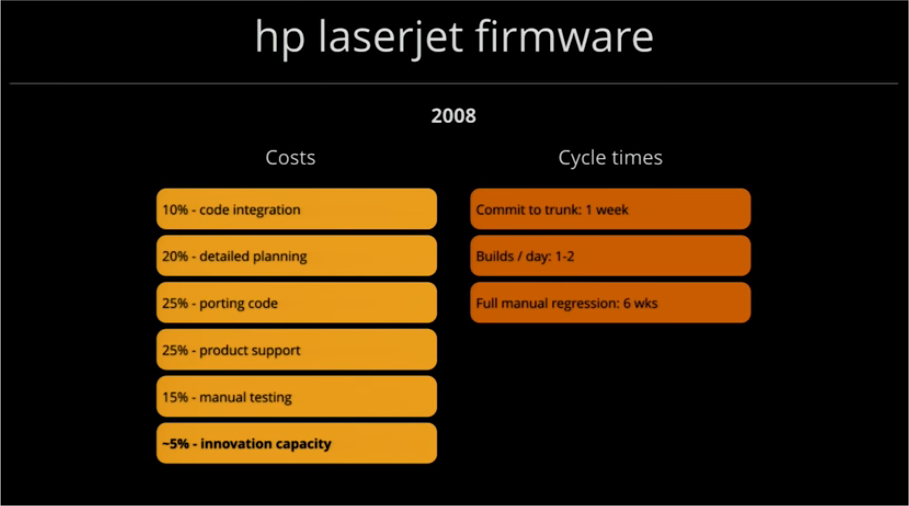 hp laserjet firmware
2008
Costs
10% - code integration
20% - detailed planning
25% - porting code
25% - product support
15% - manual testing
~5% - innovation capacity
Cycle times
Commit to trunk: 1 week
Builds / day: 1-2
Full manual regression: 6 wks